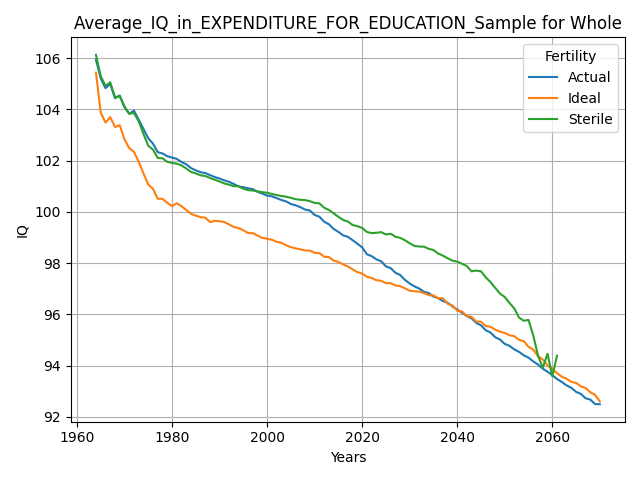 Average_IQ_in_EXPENDITURE_FOR_EDUCATION_Sample for Whole
Fertility
Actual
Ideal
Sterile
106
104
102
100
98
96
94
92
IQ
1960
1980
2000
2020
2040
2060
Years